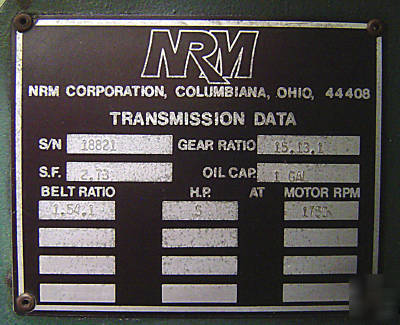 NRM
NRM CORPORATION, COLUMBIANA, OHIO, 44408
TRANSMISSION DATA
S/N 18821 GEAR RATIO 15.13.1
S.F. 2.73 OIL CAP. 1 GAL
BELT RATIO H.P. AT MOTOR RPM
1.54.1 5